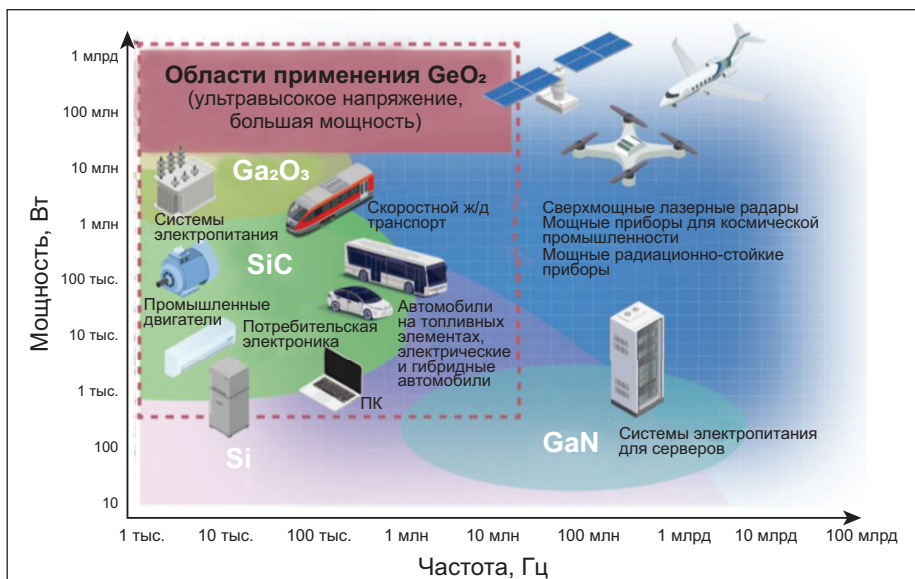 1 млрд
100 млн
10 млн
1 млн
100 тыс.
10 тыс.
1 тыс.
100
10
Мощность, Вт
Области применения GeO₂
(ультравысокое напряжение,
большая мощность)
Ga₂O₃
Системы
электропитания
Скоростной ж/д
транспорт
SiC
Промышленные
двигатели
Потребительская
электроника
Автомобили
на топливных
элементах,
электрические
и гибридные
автомобили
ПК
Si
Сверхмощные лазерные радары
Мощные приборы для космической
промышленности
Мощные радиационно-стойкие
приборы
GaN
Системы электропитания
для серверов
1 тыс.
10 тыс.
100 тыс.
1 млн
10 млн
100 млн
1 млрд
10 млрд
100 млрд
Частота, Гц